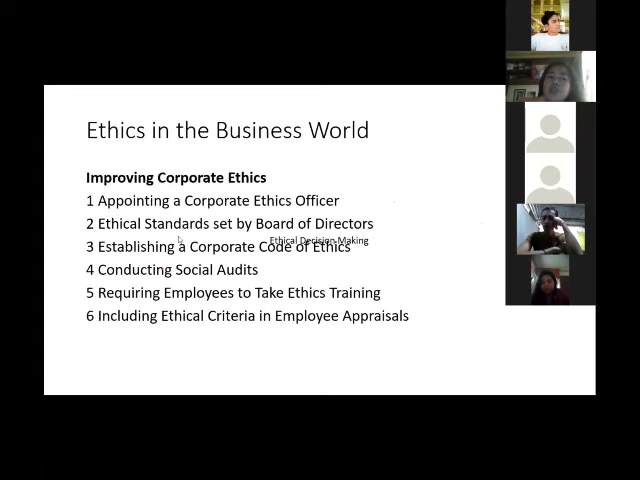 Ethics in the Business World
Improving Corporate Ethics
1 Appointing a Corporate Ethics Officer
2 Ethical Standards set by Board of Directors
Ethical Decision-Making
3 Establishing a Corporate Code of Ethics
4 Conducting Social Audits
5 Requiring Employees to Take Ethics Training
6 Including Ethical Criteria in Employee Appraisals